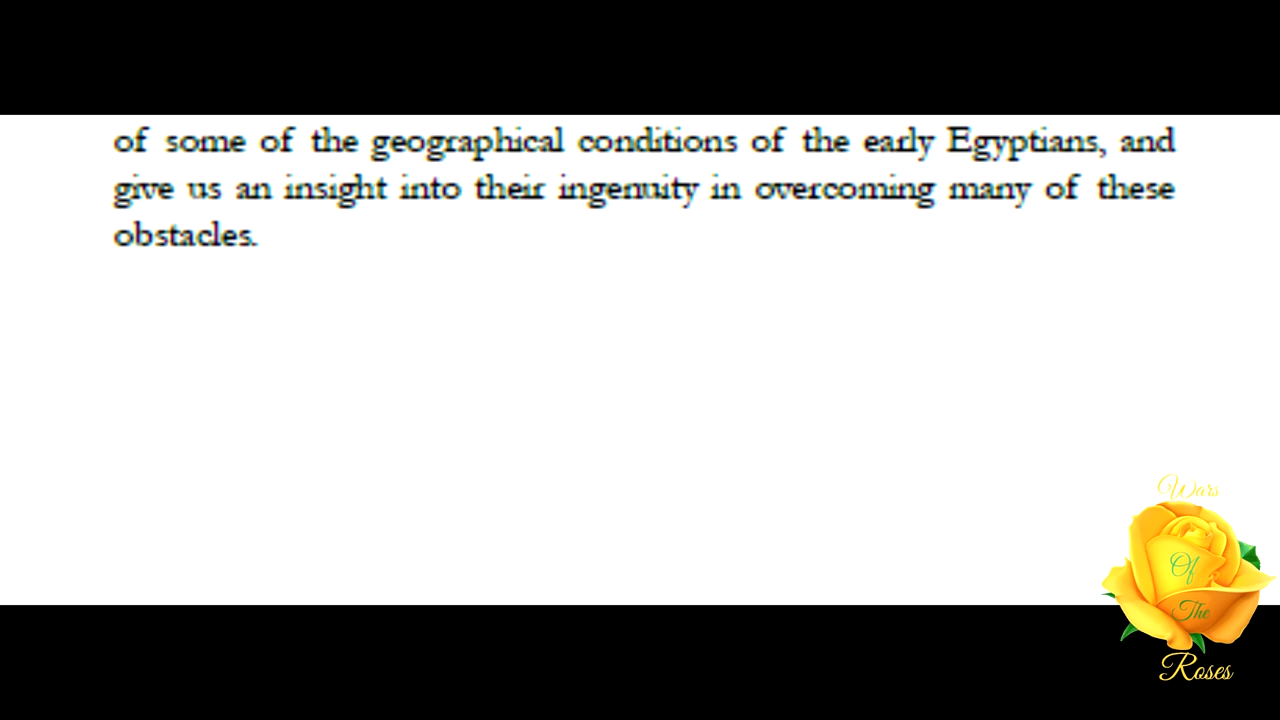 of some of the geographical conditions of the early Egyptians, and
give us an insight into their ingenuity in overcoming many of these
obstacles.
Wars
Of
The
Roses